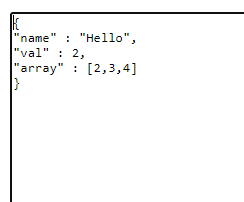 {
"name" : "Hello",
"val" : 2,
"array" : [2,3,4]
}